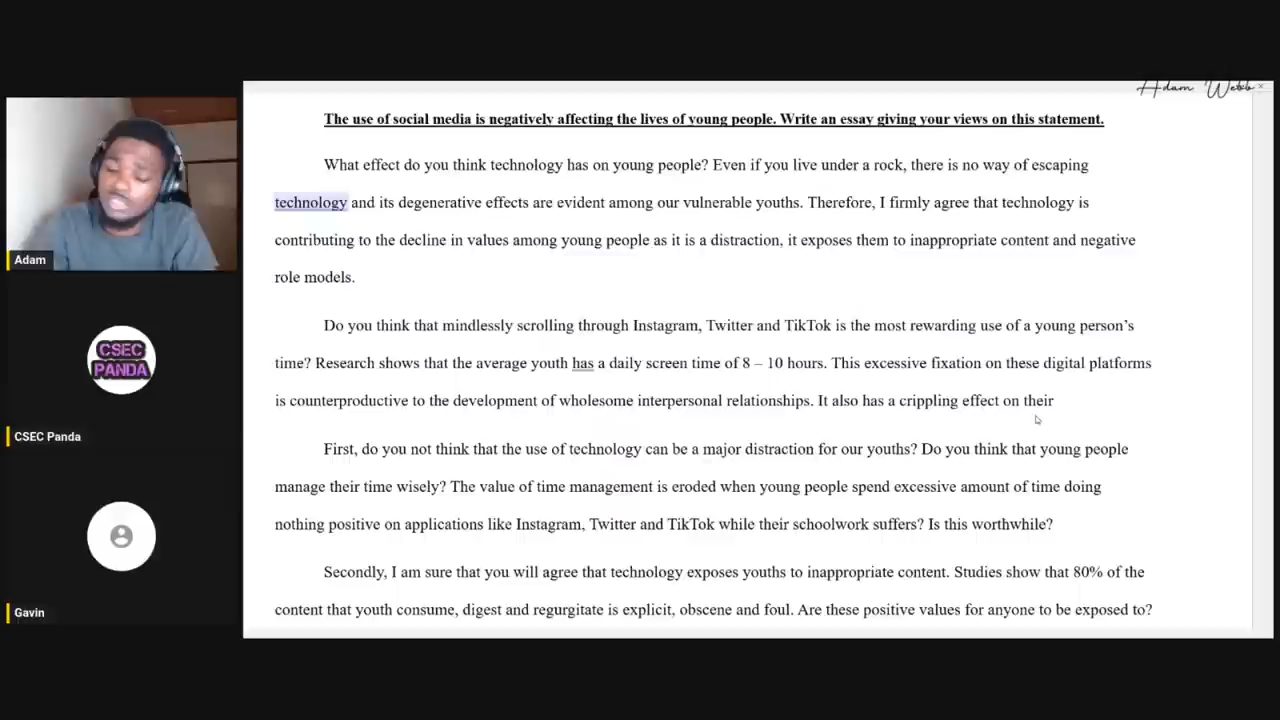 Adam Webb
The use of social media is negatively affecting the lives of young people. Write an essay giving your views on this statement.
What effect do you think technology has on young people? Even if you live under a rock, there is no way of escaping
technology and its degenerative effects are evident among our vulnerable youths. Therefore, I firmly agree that technology is
contributing to the decline in values among young people as it is a distraction, it exposes them to inappropriate content and negative
role models.
Do you think that mindlessly scrolling through Instagram, Twitter and TikTok is the most rewarding use of a young person's
time? Research shows that the average youth has a daily screen time of 8 – 10 hours. This excessive fixation on these digital platforms
is counterproductive to the development of wholesome interpersonal relationships. It also has a crippling effect on their
First, do you not think that the use of technology can be a major distraction for our youths? Do you think that young people
manage their time wisely? The value of time management is eroded when young people spend excessive amount of time doing
nothing positive on applications like Instagram, Twitter and TikTok while their schoolwork suffers? Is this worthwhile?
Secondly, I am sure that you will agree that technology exposes youths to inappropriate content. Studies show that 80% of the
content that youth consume, digest and regurgitate is explicit, obscene and foul. Are these positive values for anyone to be exposed to?
Adam
CSEC
PANDA
CSEC Panda
Gavin